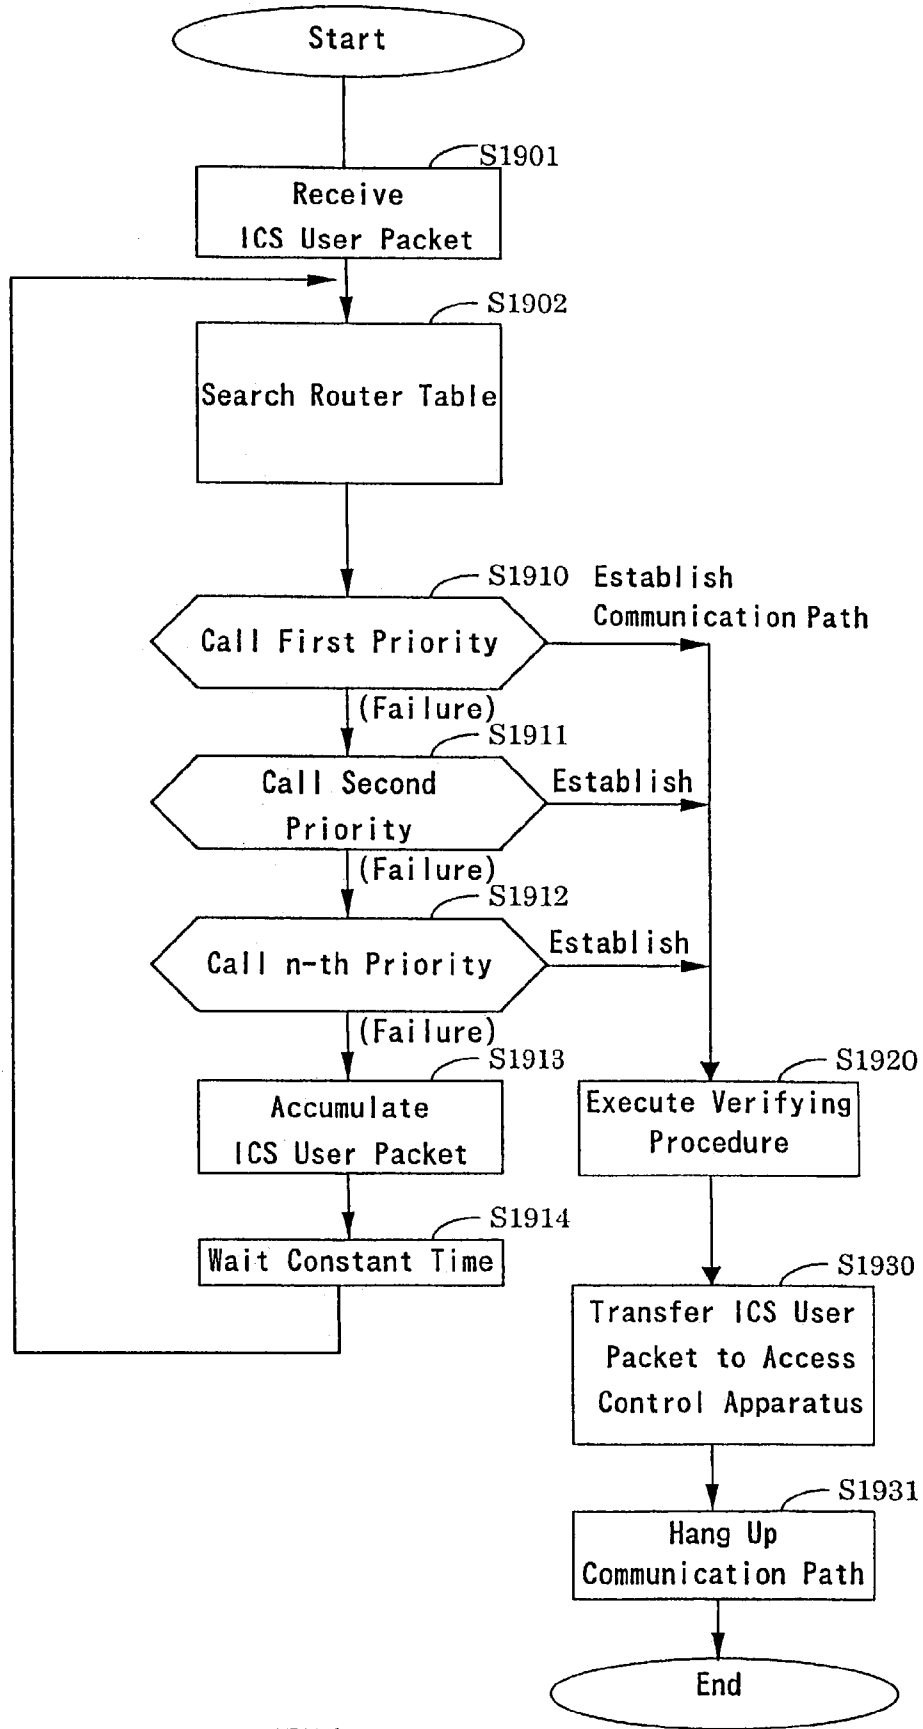 Start
S1901
Receive
ICS User Packet
S1902
Search Router Table
S1910
Establish
Communication Path
Call First Priority
(Failure)
S1911
Call Second
Priority
Establish
(Failure)
S1912
Call n-th Priority
Establish
(Failure)
S1913
Accumulate
ICS User Packet
S1920
Execute Verifying
Procedure
S1914
Wait Constant Time
S1930
Transfer ICS User
Packet to Access
Control Apparatus
S1931
Hang Up
Communication Path
End